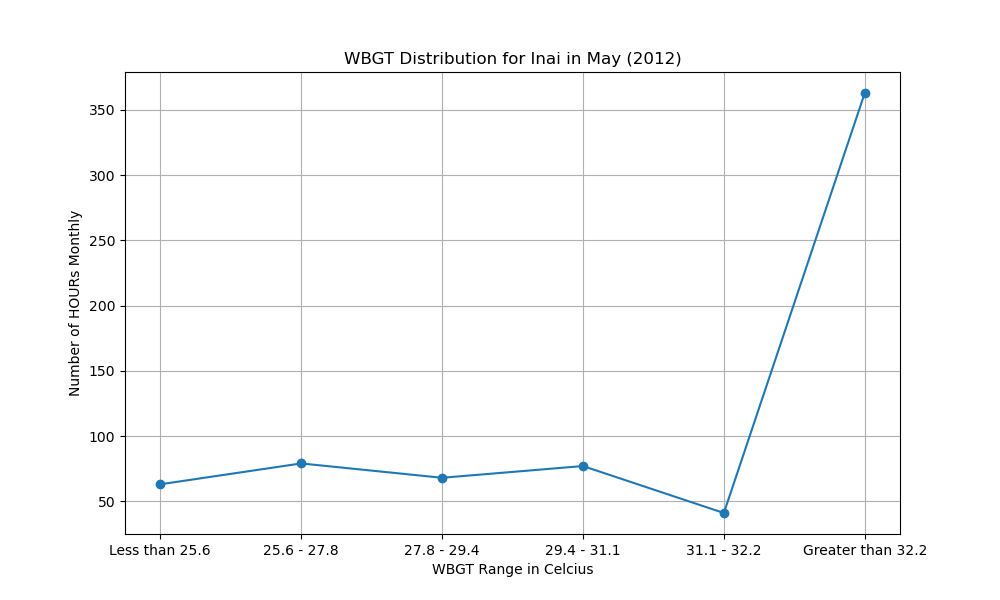 WBGT Distribution for Inai in May (2012)
Number of HOURs Monthly
350
300
250
200
150
100
50
Less than 25.6
25.6 - 27.8
27.8 - 29.4
29.4 - 31.1
31.1 - 32.2
Greater than 32.2
WBGT Range in Celcius